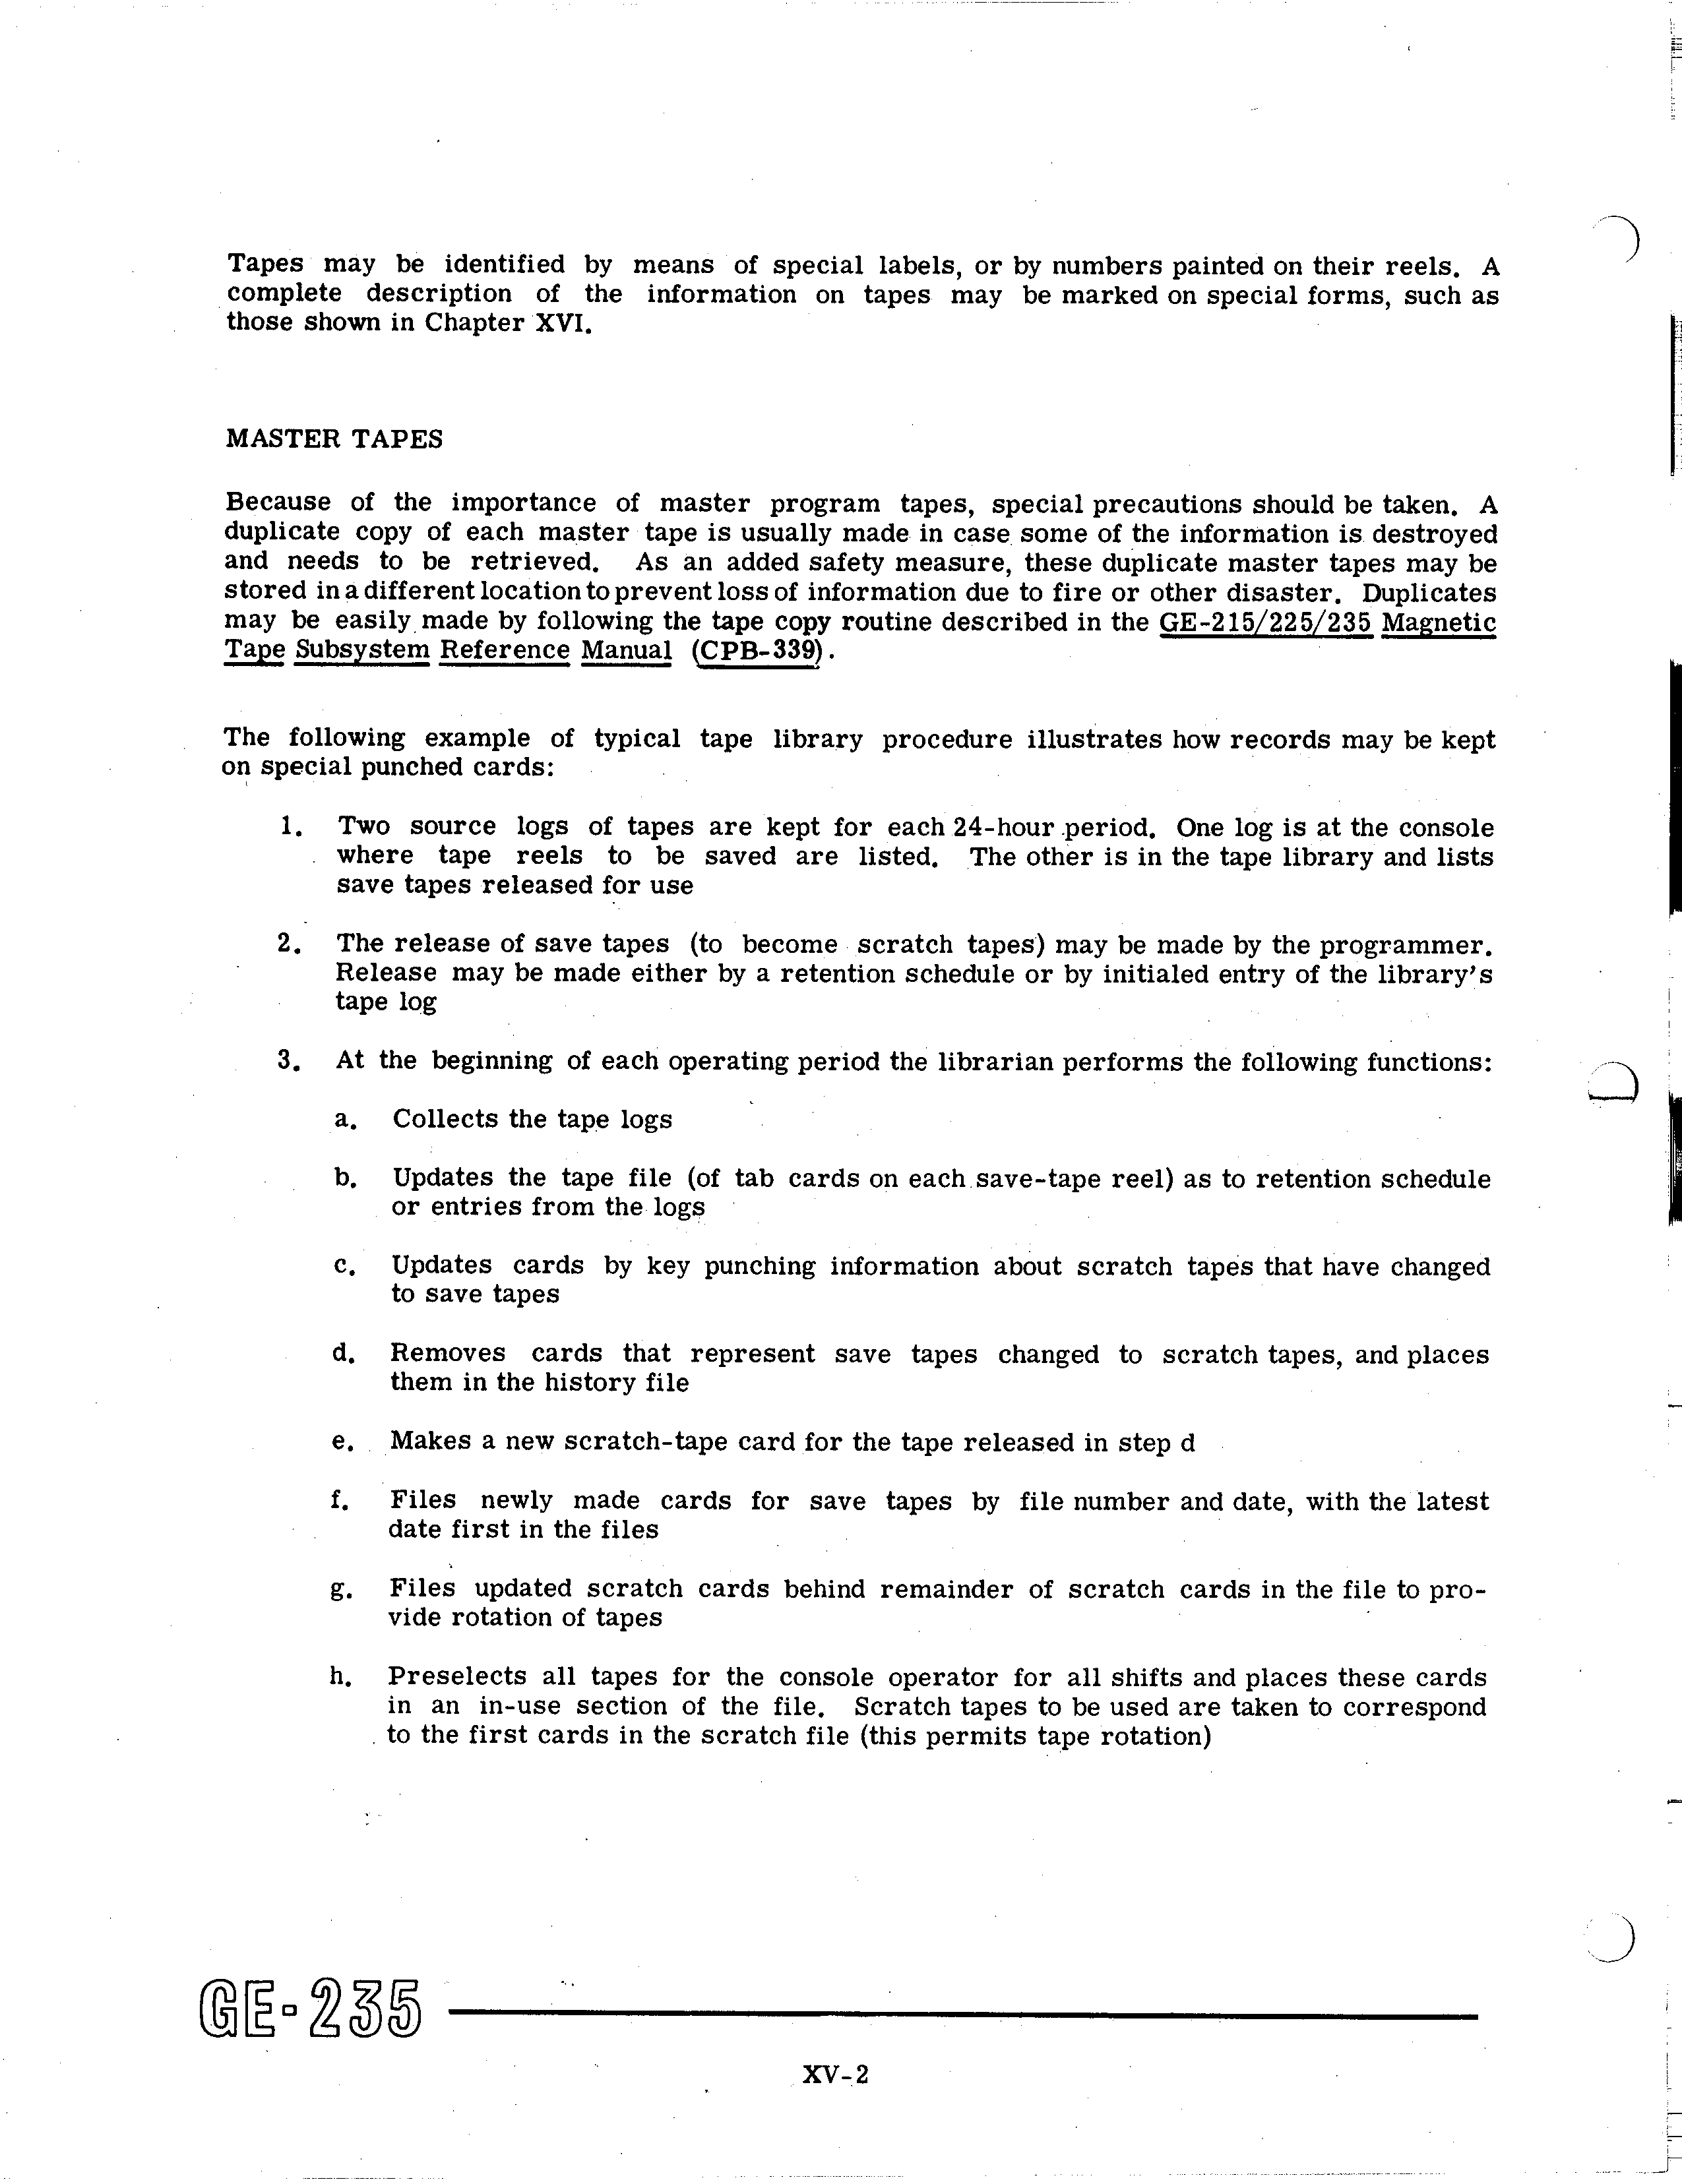 Tapes may be identified by means of special labels, or by numbers painted on their reels. A
complete description of the information on tapes may be marked on special forms, such as
those shown in Chapter XVI.
MASTER TAPES
Because of the importance of master program tapes, special precautions should be taken. A
duplicate copy of each master tape is usually made in case some of the information is destroyed
and needs to be retrieved. As an added safety measure, these duplicate master tapes may be
stored in a different location to prevent loss of information due to fire or other disaster. Duplicates
may be easily made by following the tape copy routine described in the GE-215/225/235 Magnetic
Tape Subsystem Reference Manual (CPB-339).
The following example of typical tape library procedure illustrates how records may be kept
on special punched cards:
1. Two source logs of tapes are kept for each 24-hour period. One log is at the console
where tape reels to be saved are listed. The other is in the tape library and lists
save tapes released for use
2. The release of save tapes (to become scratch tapes) may be made by the programmer.
Release may be made either by a retention schedule or by initialed entry of the library's
tape log
3. At the beginning of each operating period the librarian performs the following functions:
a. Collects the tape logs
b. Updates the tape file (of tab cards on each save-tape reel) as to retention schedule
or entries from the logs
c. Updates cards by key punching information about scratch tapes that have changed
to save tapes
d. Removes cards that represent save tapes changed to scratch tapes, and places
them in the history file
e. Makes a new scratch-tape card for the tape released in step d
f. Files newly made cards for save tapes by file number and date, with the latest
date first in the files
g. Files updated scratch cards behind remainder of scratch cards in the file to pro-
vide rotation of tapes
h. Preselects all tapes for the console operator for all shifts and places these cards
in an in-use section of the file. Scratch tapes to be used are taken to correspond
to the first cards in the scratch file (this permits tape rotation)
GE-235
XV-2